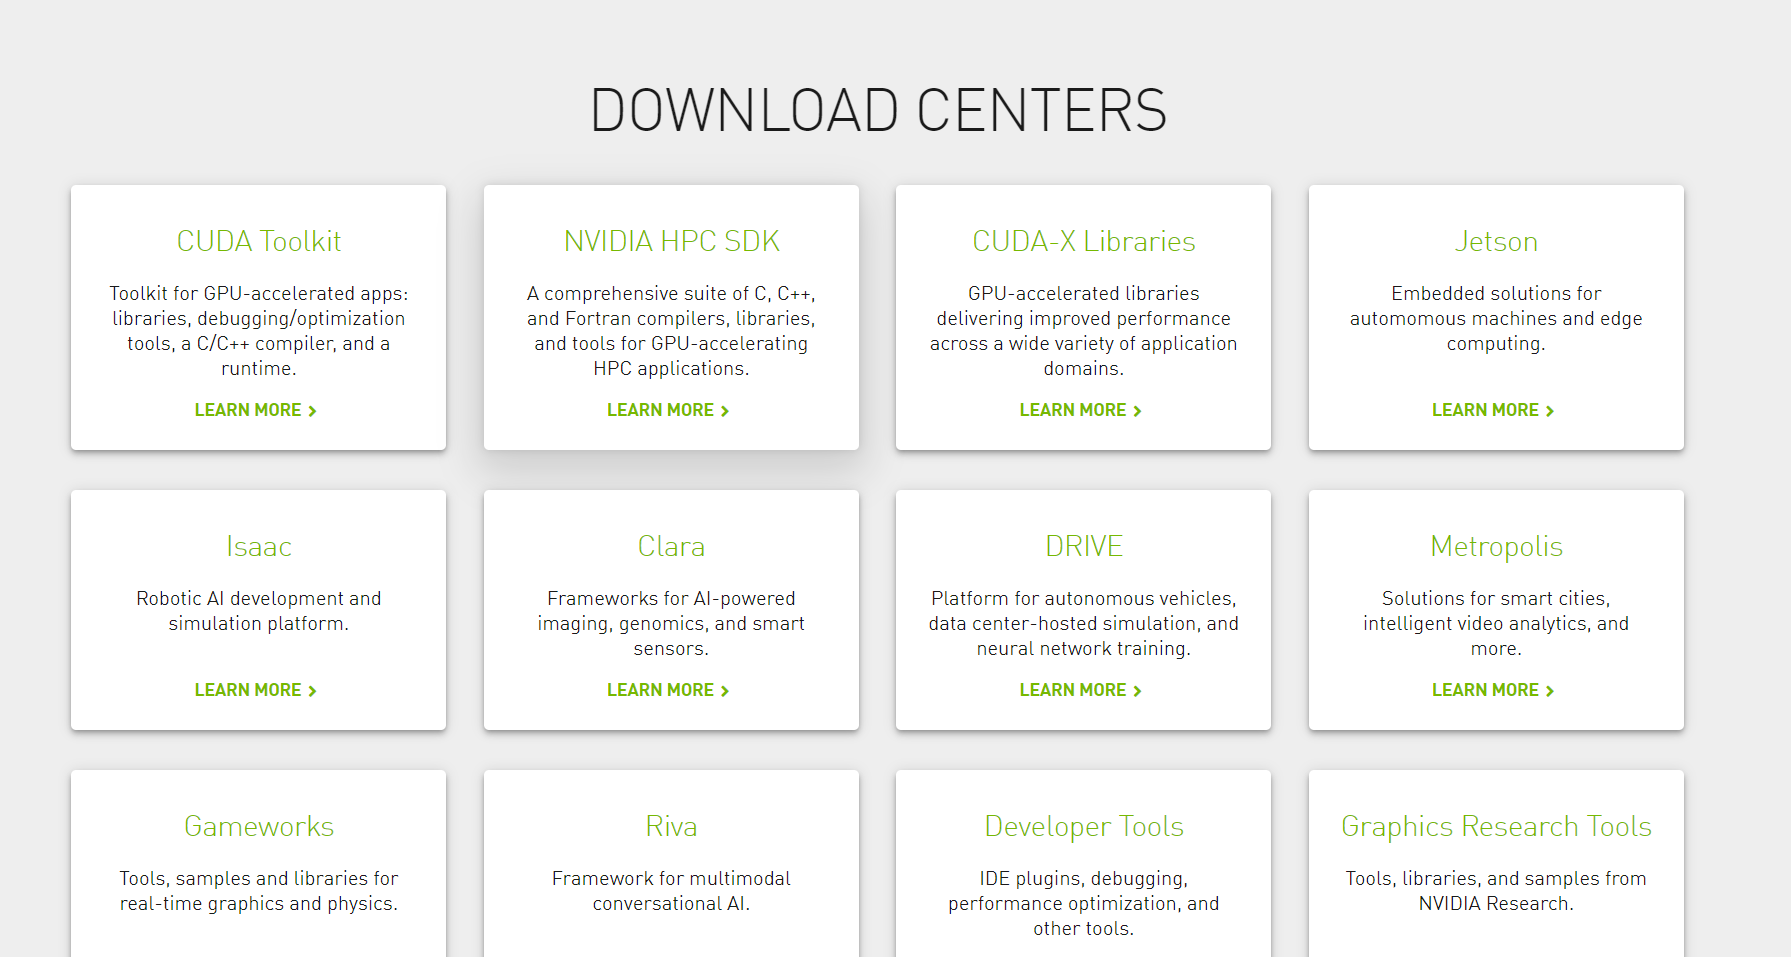 DOWNLOAD CENTERS
CUDA Toolkit
Toolkit for GPU-accelerated apps:
libraries, debugging/optimization
tools, a C/C++ compiler, and a
runtime.
LEARN MORE
NVIDIA HPC SDK
A comprehensive suite of C, C++,
and Fortran compilers, libraries,
and tools for GPU-accelerating
HPC applications.
LEARN MORE
CUDA-X Libraries
GPU-accelerated libraries
delivering improved performance
across a wide variety of application
domains.
LEARN MORE
Jetson
Embedded solutions for
automomous machines and edge
computing.
LEARN MORE
Isaac
Robotic AI development and
simulation platform.
LEARN MORE
Clara
Frameworks for AI-powered
imaging, genomics, and smart
sensors.
LEARN MORE
DRIVE
Platform for autonomous vehicles,
data center-hosted simulation, and
neural network training.
LEARN MORE
Metropolis
Solutions for smart cities,
intelligent video analytics, and
more.
LEARN MORE
Gameworks
Tools, samples and libraries for
real-time graphics and physics.
Riva
Framework for multimodal
conversational AI.
Developer Tools
IDE plugins, debugging,
performance optimization, and
other tools.
Graphics Research Tools
Tools, libraries, and samples from
NVIDIA Research.